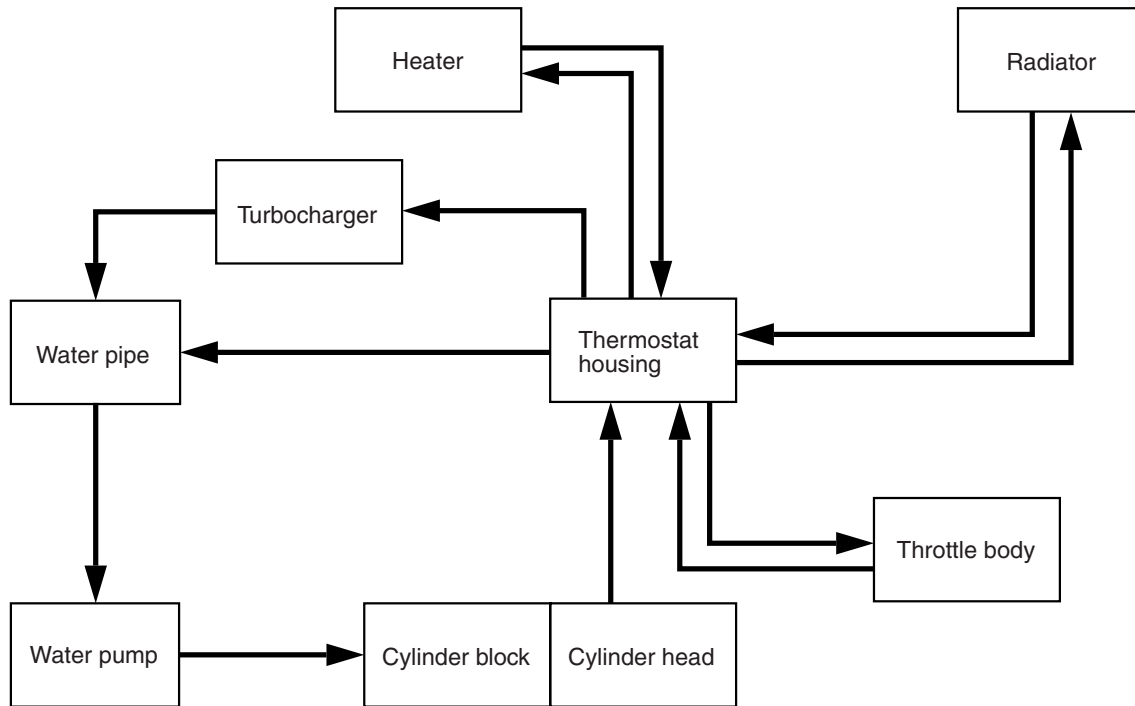 Heater
Radiator
Turbocharger
Water pipe
Thermostat
housing
Throttle body
Water pump
Cylinder block
Cylinder head